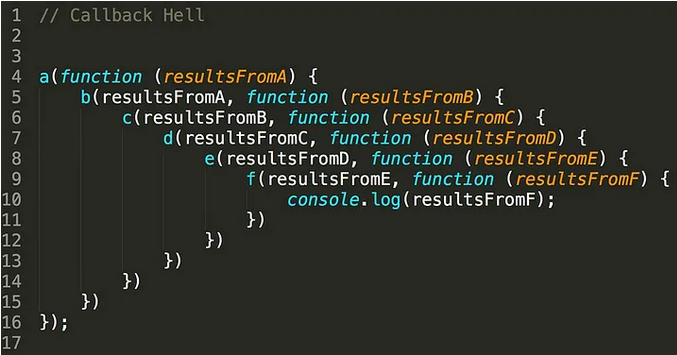 1 // Callback Hell
2
3
4 a(function (resultsFromA) {
5     b(resultsFromA, function (resultsFromB) {
6         c(resultsFromB, function (resultsFromC) {
7             d(resultsFromC, function (resultsFromD) {
8                 e(resultsFromD, function (resultsFromE) {
9                     f(resultsFromE, function (resultsFromF) {
10                         console.log(resultsFromF);
11                     })
12                 })
13             })
14         })
15     })
16 });
17